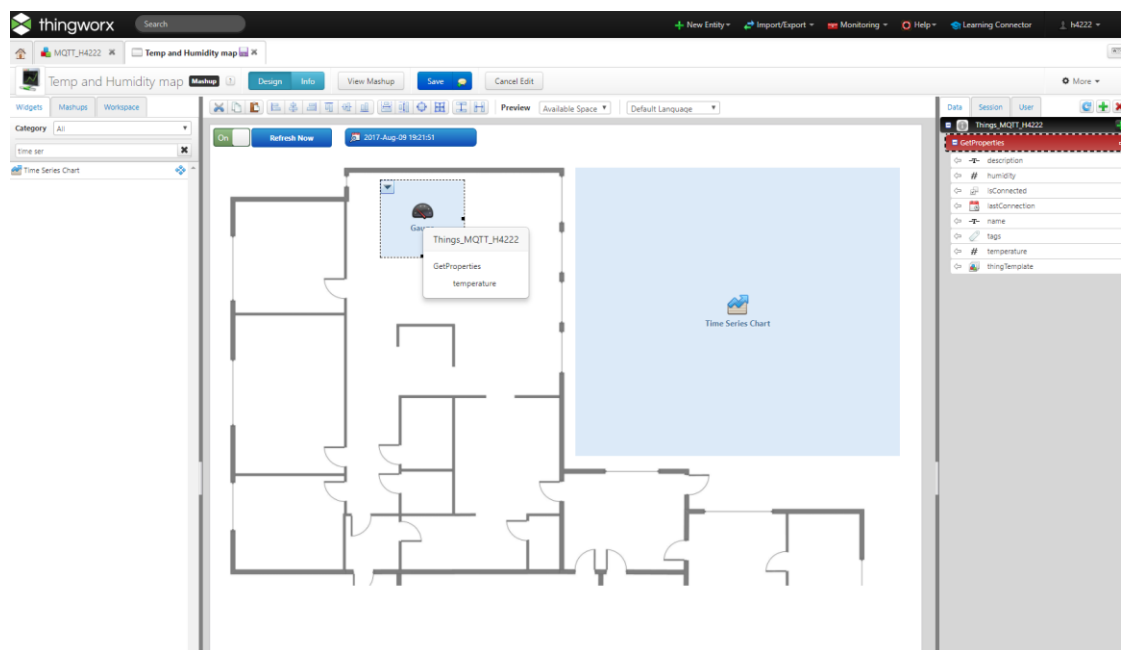 thingworx
Search
New Entity
Import/Export
Monitoring
Help
Learning Connector
h4222
MQTT_H4222
Temp and Humidity map
Temp and Humidity map
Mashup
Design
Info
View Mashup
Save
Cancel Edit
More
Widgets
Mashups
Workspace
Preview
Available Space
Default Language
Data
Session
User
Category
All
time ser
Time Series Chart
On
Refresh Now
2017-Aug-09 19:21:51
Things_MQTT_H4222
GetProperties
-T- description
# humidity
isConnected
lastConnection
-T- name
tags
# temperature
thingTemplate
Things_MQTT_H4222
GetProperties
temperature
Time Series Chart